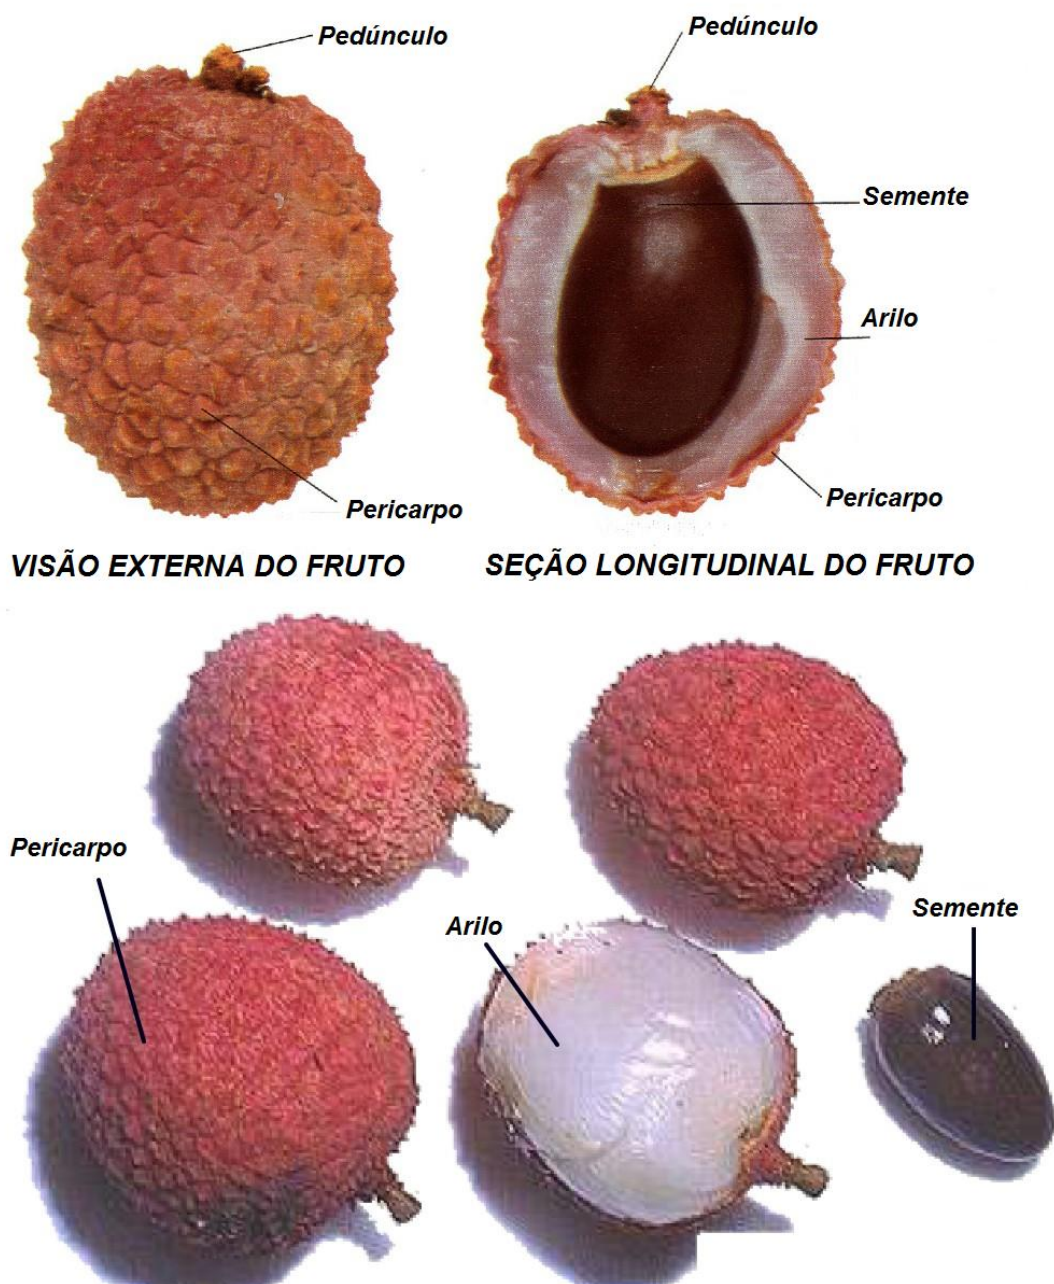 Pedúnculo
Pedúnculo
Semente
Arilo
Pericarpo
Pericarpo
VISÃO EXTERNA DO FRUTO
SEÇÃO LONGITUDINAL DO FRUTO
Pericarpo
Arilo
Semente